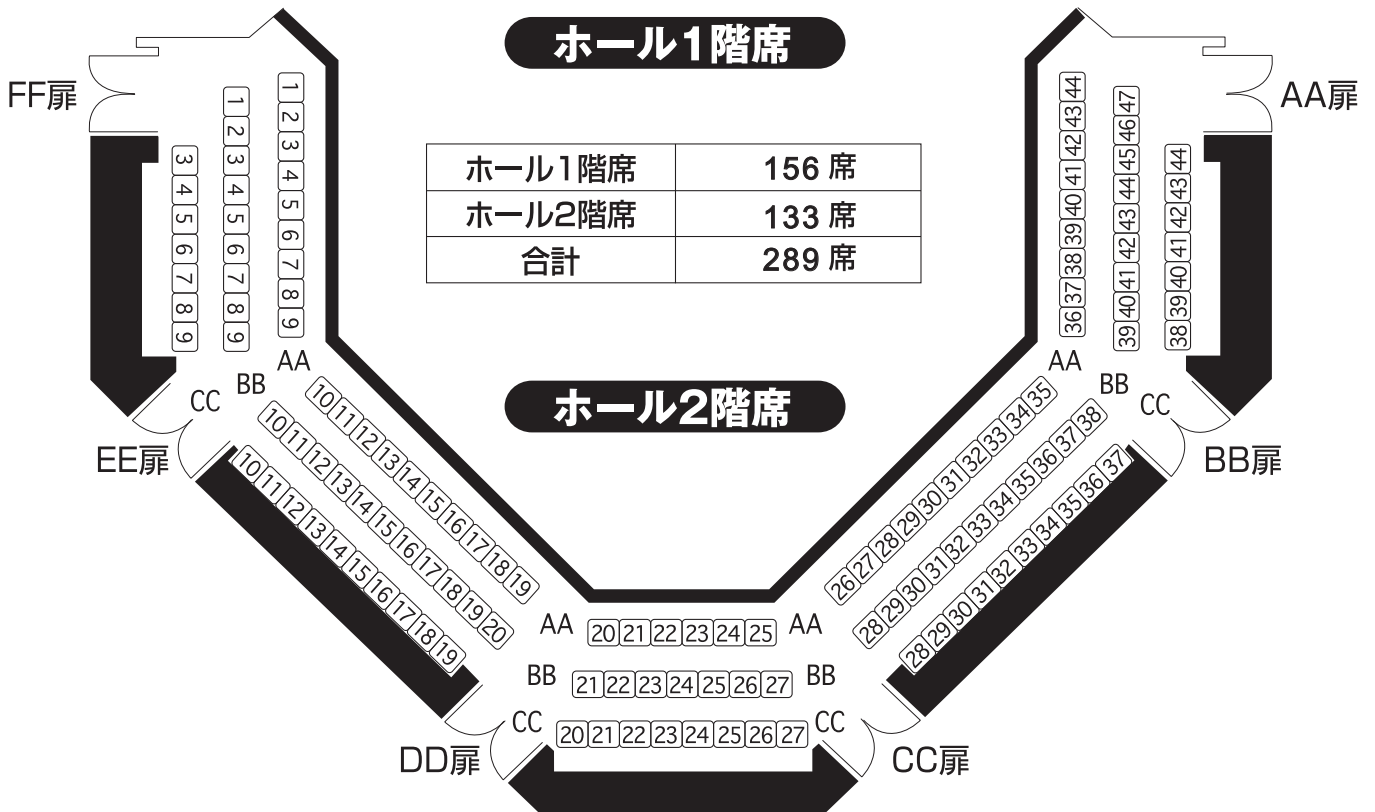 ホール1階席
FF扉
AA扉
ホール1階席 156 席
ホール2階席 133 席
合計 289 席
1 2 3 4 5 6 7 8 9
1 2 3 4 5 6 7 8 9
3 4 5 6 7 8 9
44 43 42 41 40 39 38 37 36
47 46 45 44 43 42 41 40 39
44 43 42 41 40 39 38
AA
BB
CC
AA
BB
CC
ホール2階席
EE扉
BB扉
10 11 12 13 14 15 16 17 18 19
10 11 12 13 14 15 16 17 18 19 20
10 11 12 13 14 15 16 17 18 19
26 27 28 29 30 31 32 33 34 35
28 29 30 31 32 33 34 35 36 37 38
28 29 30 31 32 33 34 35 36 37
AA 20 21 22 23 24 25 AA
BB 21 22 23 24 25 26 27 BB
CC 20 21 22 23 24 25 26 27 CC
DD扉
CC扉